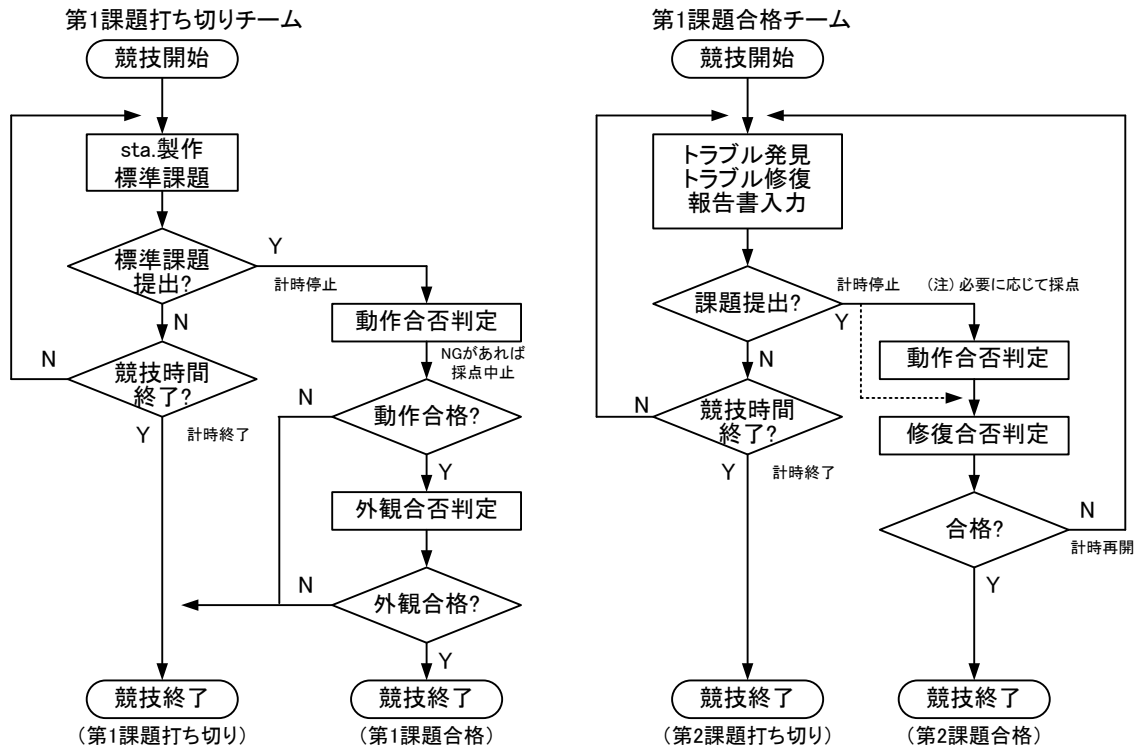 第1課題打ち切りチーム
競技開始
sta.製作
標準課題
標準課題
提出?
Y
計時停止
N
動作合否判定
NGがあれば
採点中止
N
競技時間
終了?
Y
計時終了
N
動作合格?
Y
外観合否判定
N
外観合格?
Y
競技終了
(第1課題打ち切り)
競技終了
(第1課題合格)
第1課題合格チーム
競技開始
トラブル発見
トラブル修復
報告書入力
課題提出?
計時停止
(注)必要に応じて採点
Y
N
動作合否判定
N
競技時間
終了?
Y
計時終了
修復合否判定
合格?
N
計時再開
Y
競技終了
(第2課題打ち切り)
競技終了
(第2課題合格)